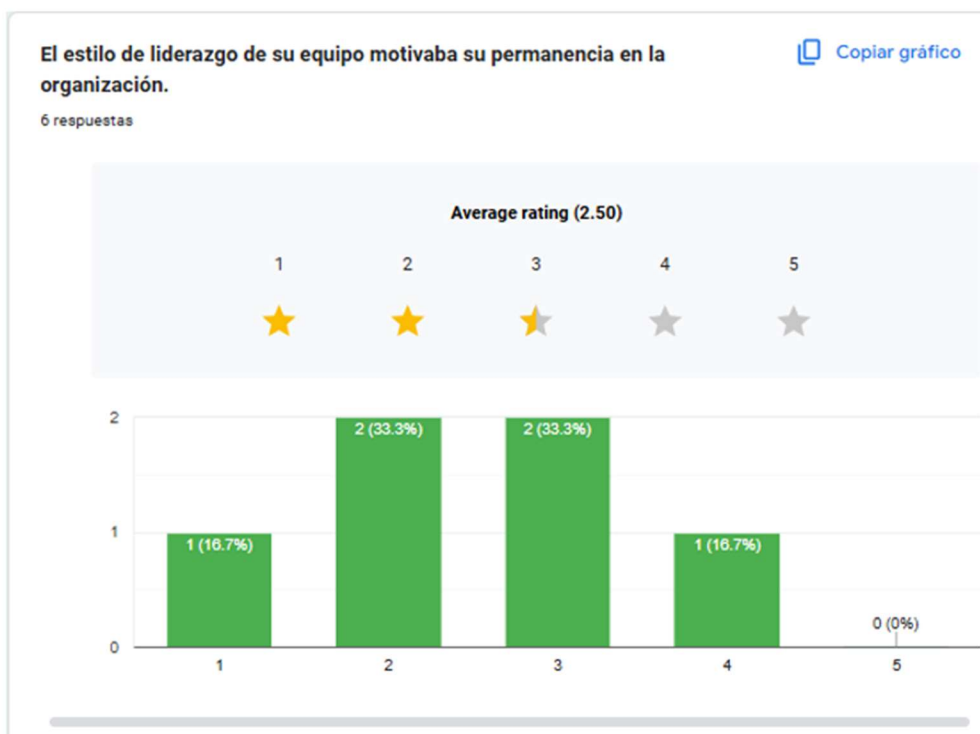 El estilo de liderazgo de su equipo motivaba su permanencia en la
organización.
Copiar gráfico
6 respuestas
Average rating (2.50)
1 2 3 4 5
2
2 (33.3%) 2 (33.3%)
1
1 (16.7%) 1 (16.7%)
0 (0%)
0
1 2 3 4 5